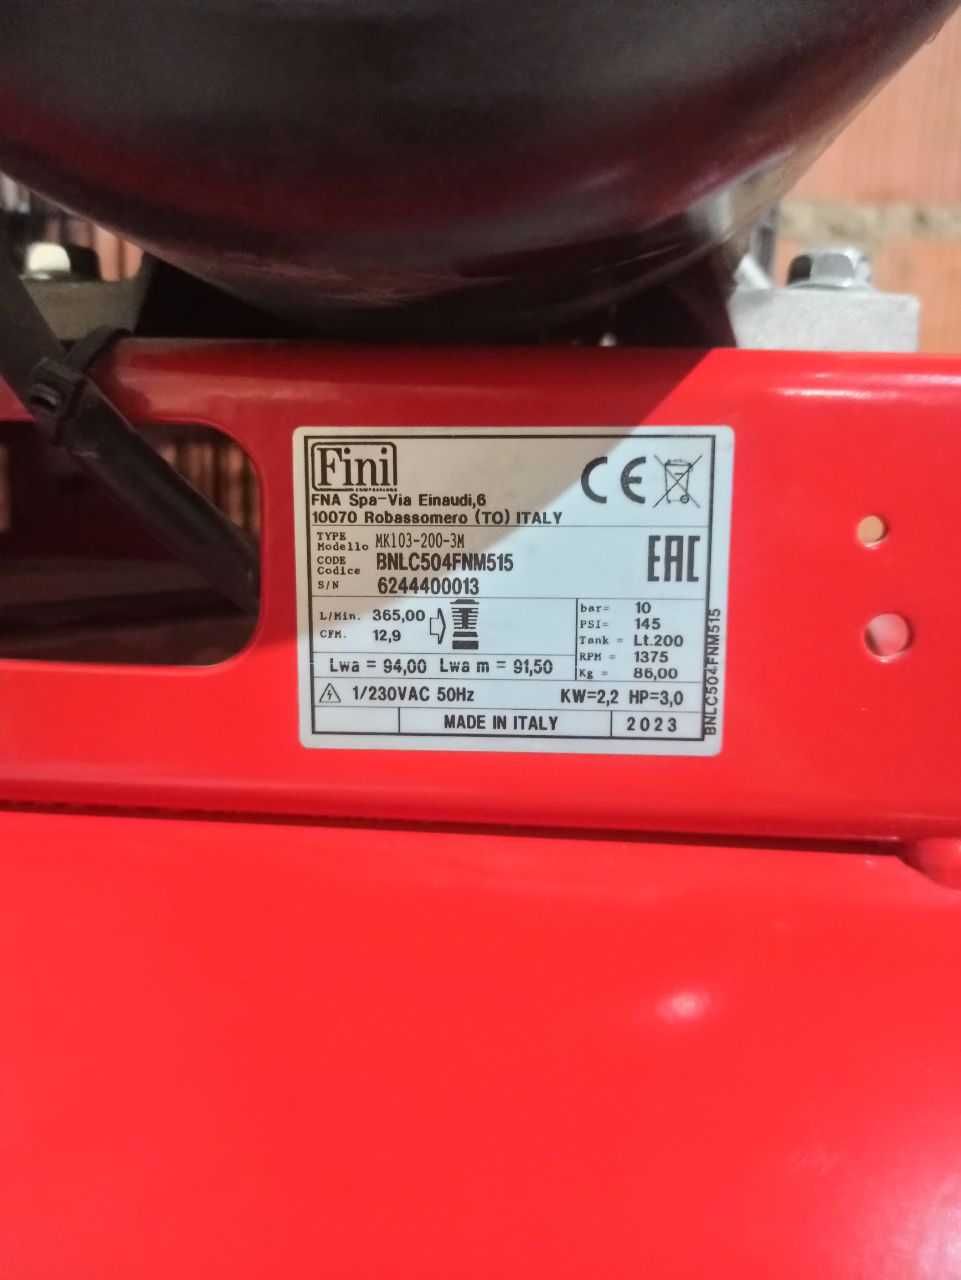 Fini
CE
FNA Spa-Via Einaudi,6
10070 Robassomero (TO) ITALY
TYPE
Modello MK103-200-3M
CODE
Codice BNLC504FNM515
S/N 6244400013
EAC
L/Min. 365,00
CFM. 12,9
bar= 10
PSI= 145
Tank = Lt.200
RPM = 1375
Kg = 86,00
Lwa = 94,00 Lwa m = 91,50
1/230VAC 50Hz KW=2,2 HP=3,0
MADE IN ITALY 2023
BNLC504FNM515